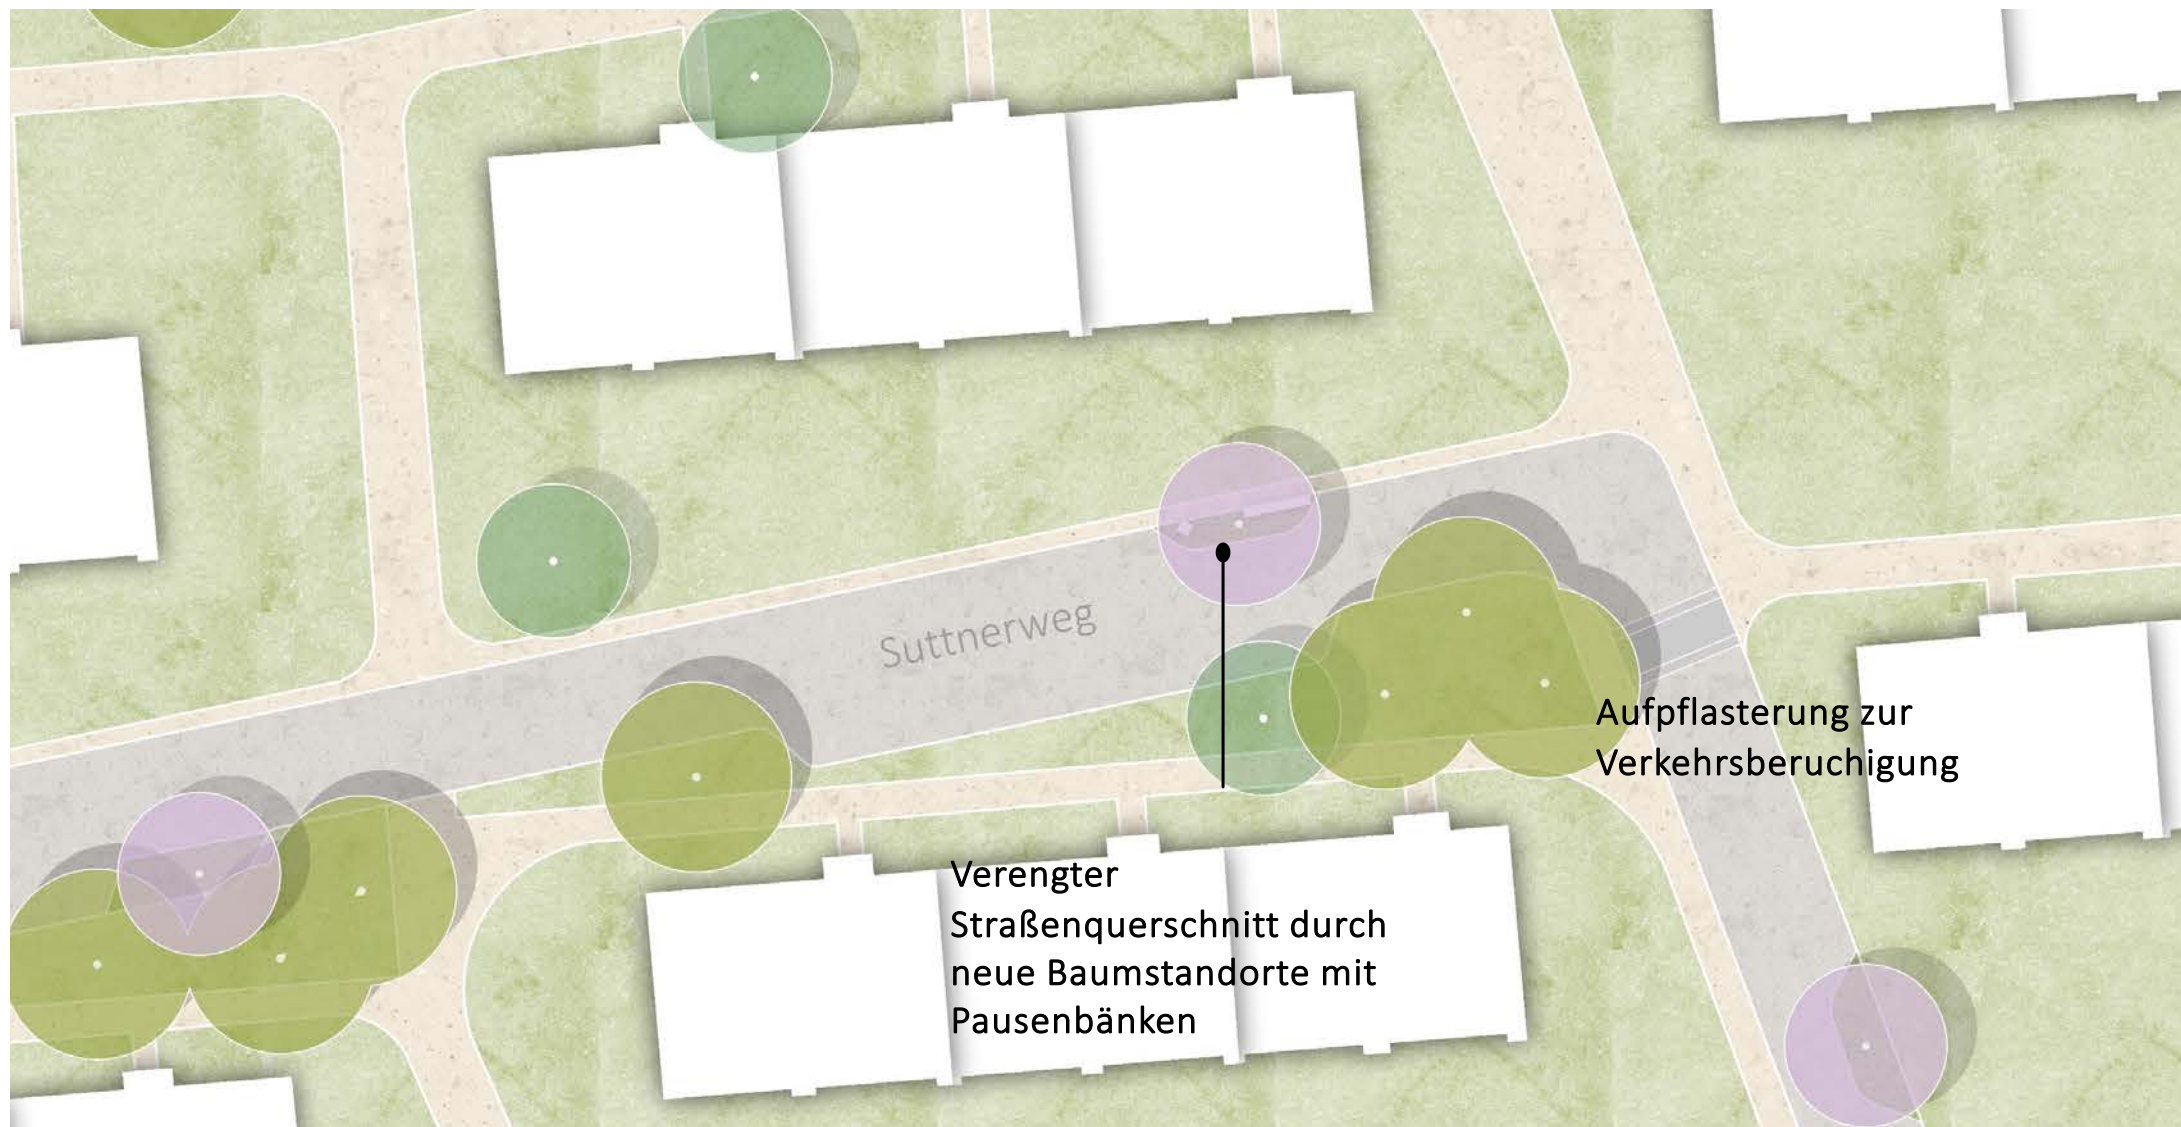 Suttnerweg
Aufpflasterung zur
Verkehrsberuchigung
Verengter
Straßenquerschnitt durch
neue Baumstandorte mit
Pausenbänken